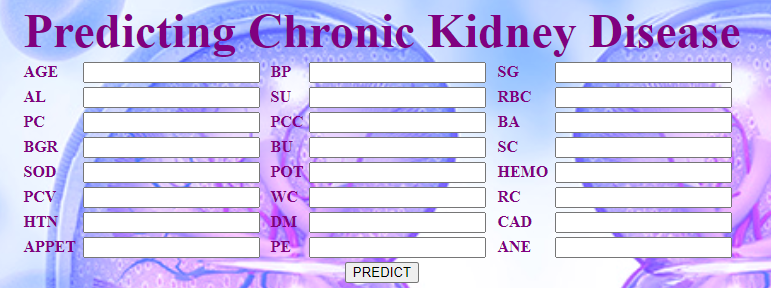 Predicting Chronic Kidney Disease
AGE BP SG
AL SU RBC
PC PCC BA
BGR BU SC
SOD POT HEMO
PCV WC RC
HTN DM CAD
APPET PE ANE
PREDICT